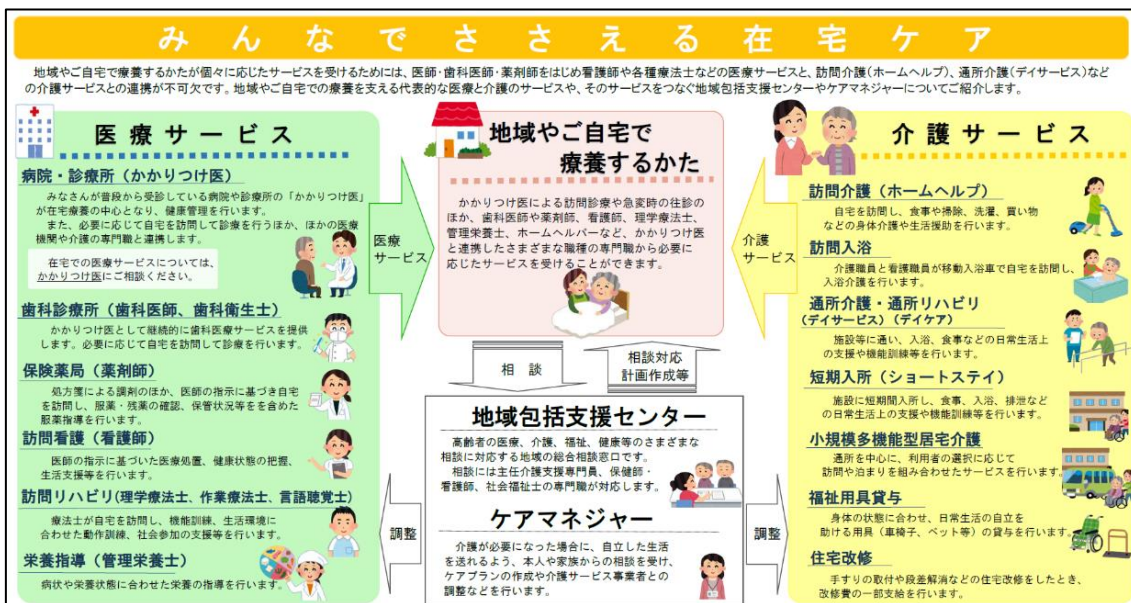 みんなでささえる在宅ケア
地域やご自宅で療養するかたが個々に応じたサービスを受けるためには、医師・歯科医師・薬剤師をはじめ看護師や各種療法士などの医療サービスと、訪問介護(ホームヘルプ)、通所介護(デイサービス)など
の介護サービスとの連携が不可欠です。地域やご自宅での療養を支える代表的な医療と介護のサービスや、そのサービスをつなぐ地域包括支援センターやケアマネジャーについてご紹介します。
医療サービス
病院・診療所(かかりつけ医)
みなさんが普段から受診している病院や診療所の「かかりつけ医」
が在宅療養の中心となり、健康管理を行います。
また、必要に応じて自宅を訪問して診療を行うほか、ほかの医療
機関や介護の専門職と連携します。
在宅での医療サービスについては、
かかりつけ医にご相談ください。
歯科診療所(歯科医師、歯科衛生士)
かかりつけ医として継続的に歯科医療サービスを提供
します。必要に応じて自宅を訪問して診療を行います。
保険薬局(薬剤師)
処方箋による調剤のほか、医師の指示に基づき自宅
を訪問し、服薬・残薬の確認、保管状況等をを含めた
服薬指導を行います。
訪問看護(看護師)
医師の指示に基づいた医療処置、健康状態の把握、
生活支援等を行います。
訪問リハビリ(理学療法士、作業療法士、言語聴覚士)
療法士が自宅を訪問し、機能訓練、生活環境に
合わせた動作訓練、社会参加の支援等を行います。
栄養指導(管理栄養士)
病状や栄養状態に合わせた栄養の指導を行います。
医療
サービス
地域やご自宅で
療養するかた
かかりつけ医による訪問診療や急変時の往診の
ほか、歯科医師や薬剤師、看護師、理学療法士、
管理栄養士、ホームヘルパーなど、かかりつけ医
と連携したさまざまな職種の専門職から必要に
応じたサービスを受けることができます。
相談
相談対応
計画作成等
地域包括支援センター
高齢者の医療、介護、福祉、健康等のさまざまな
相談に対応する地域の総合相談窓口です。
相談には主任介護支援専門員、保健師・
看護師、社会福祉士の専門職が対応します。
ケアマネジャー
介護が必要になった場合に、自立した生活
を送れるよう、本人や家族からの相談を受け、
ケアプランの作成や介護サービス事業者との
調整などを行います。
調整
調整
介護
サービス
介護サービス
訪問介護(ホームヘルプ)
自宅を訪問し、食事や掃除、洗濯、買い物
などの身体介護や生活援助を行います。
訪問入浴
介護職員と看護職員が移動入浴車で自宅を訪問し、
入浴介護を行います。
通所介護・通所リハビリ
(デイサービス)(デイケア)
施設等に通い、入浴、食事などの日常生活上
の支援や機能訓練等を行います。
短期入所(ショートステイ)
施設に短期間入所し、食事、入浴、排泄など
の日常生活上の支援や機能訓練等を行います。
小規模多機能型居宅介護
通所を中心に、利用者の選択に応じて
訪問や泊まりを組み合わせたサービスを行います。
福祉用具貸与
身体の状態に合わせ、日常生活の自立を
助ける用具(車椅子、ベット等)の貸与を行います。
住宅改修
手すりの取付や段差解消などの住宅改修をしたとき、
改修費の一部支給を行います。